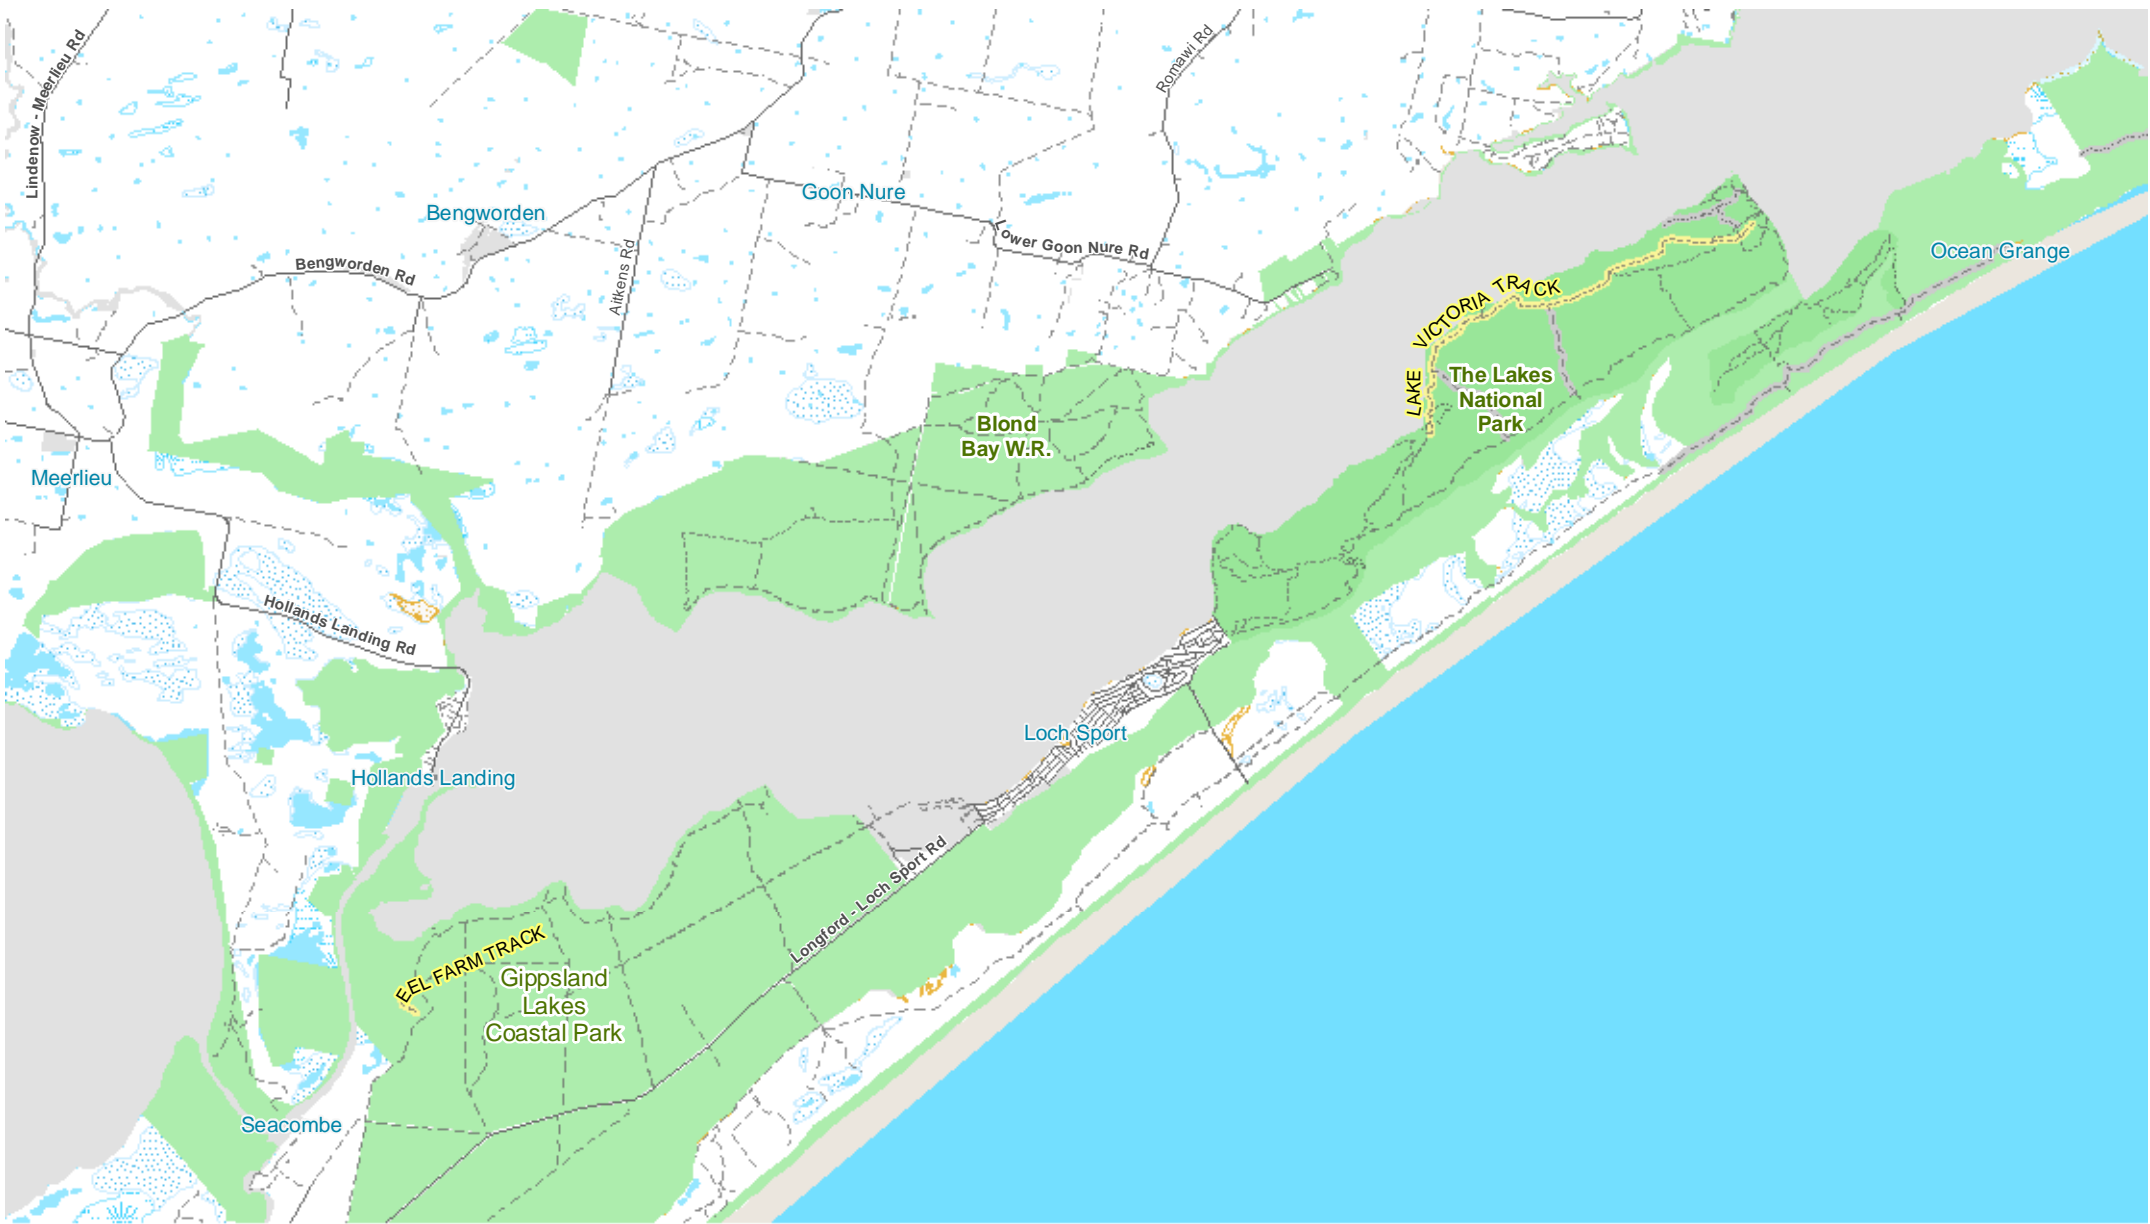 Lindenow - Meerlieu Rd
Romawi Rd
Goon Nure
Bengworden
Lower Goon Nure Rd
Ocean Grange
Bengworden Rd
Aitkens Rd
LAKE VICTORIA TRACK
The Lakes
National
Park
Blond
Bay W.R.
Meerlieu
Hollands Landing Rd
Loch Sport
Hollands Landing
Longford - Loch Sport Rd
EEL FARM TRACK
Gippsland
Lakes
Coastal Park
Seacombe